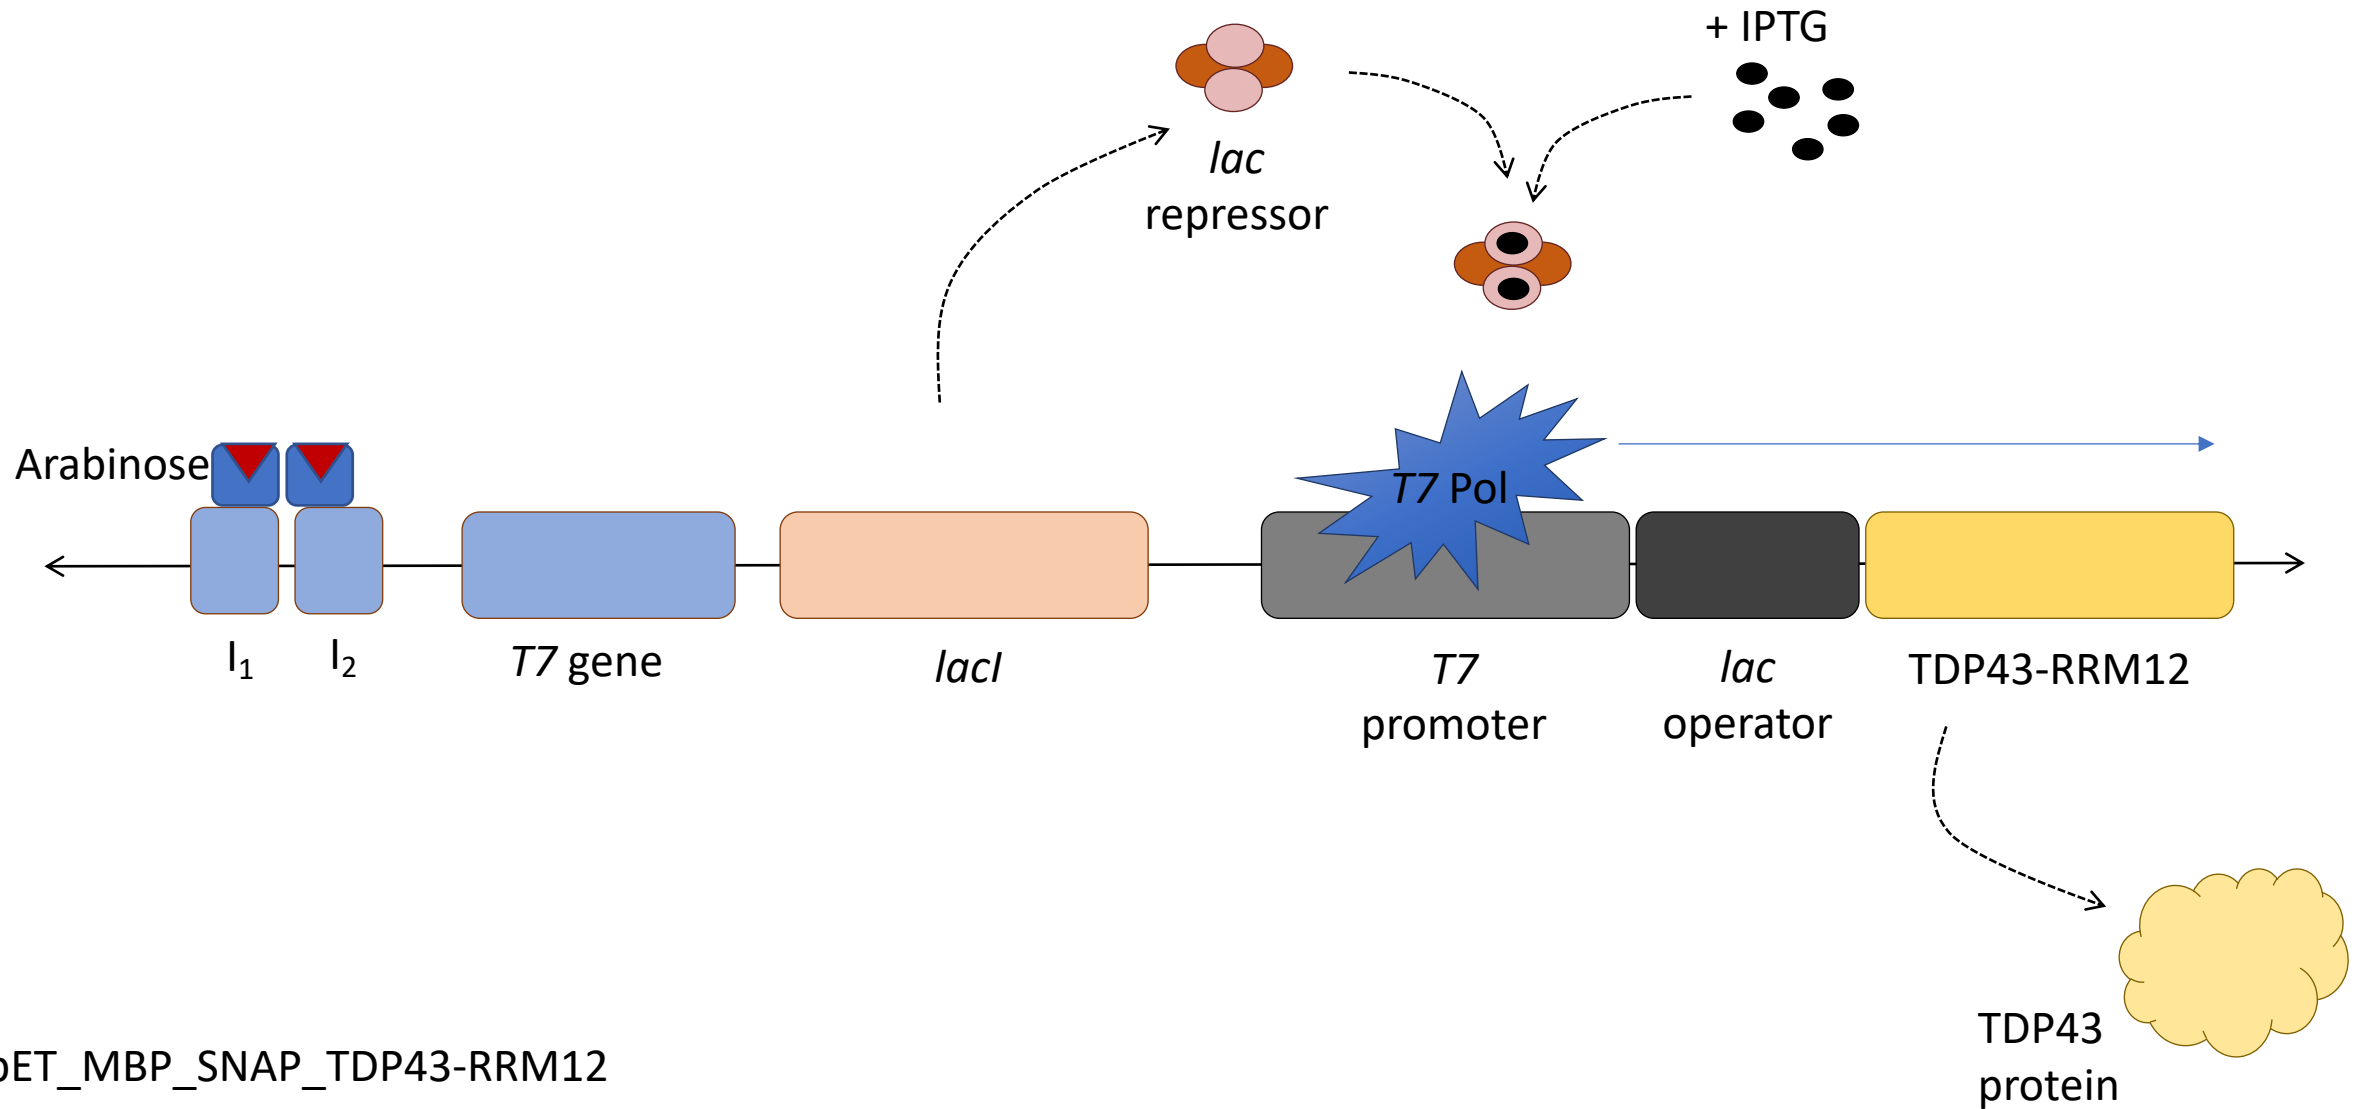 + IPTG
lac
repressor
Arabinose
T7 Pol
I₁
I₂
T7 gene
lacI
T7
promoter
lac
operator
TDP43-RRM12
TDP43
protein
pET_MBP_SNAP_TDP43-RRM12